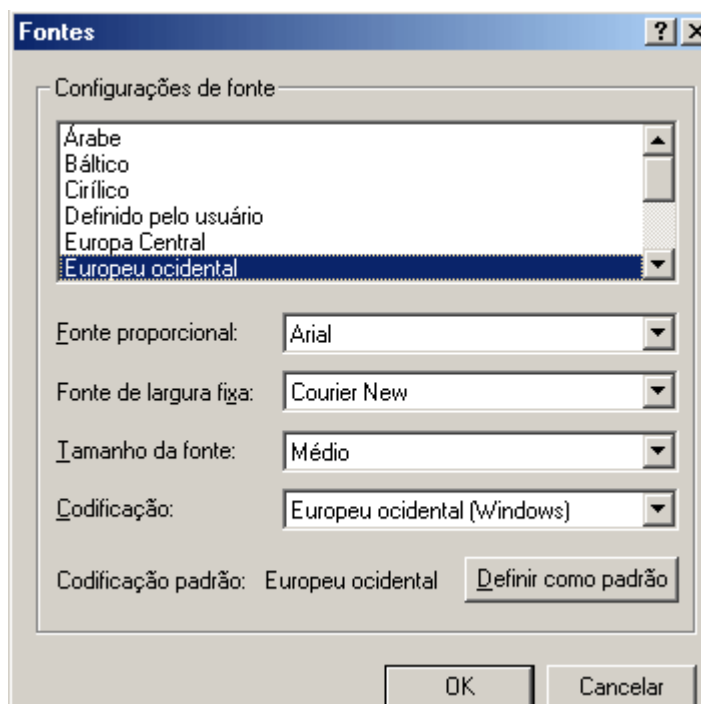 Fontes
Configurações de fonte
Árabe
Báltico
Cirílico
Definido pelo usuário
Europa Central
Europeu ocidental
Fonte proporcional: Arial
Fonte de largura fixa: Courier New
Tamanho da fonte: Médio
Codificação: Europeu ocidental (Windows)
Codificação padrão: Europeu ocidental Definir como padrão
OK Cancelar